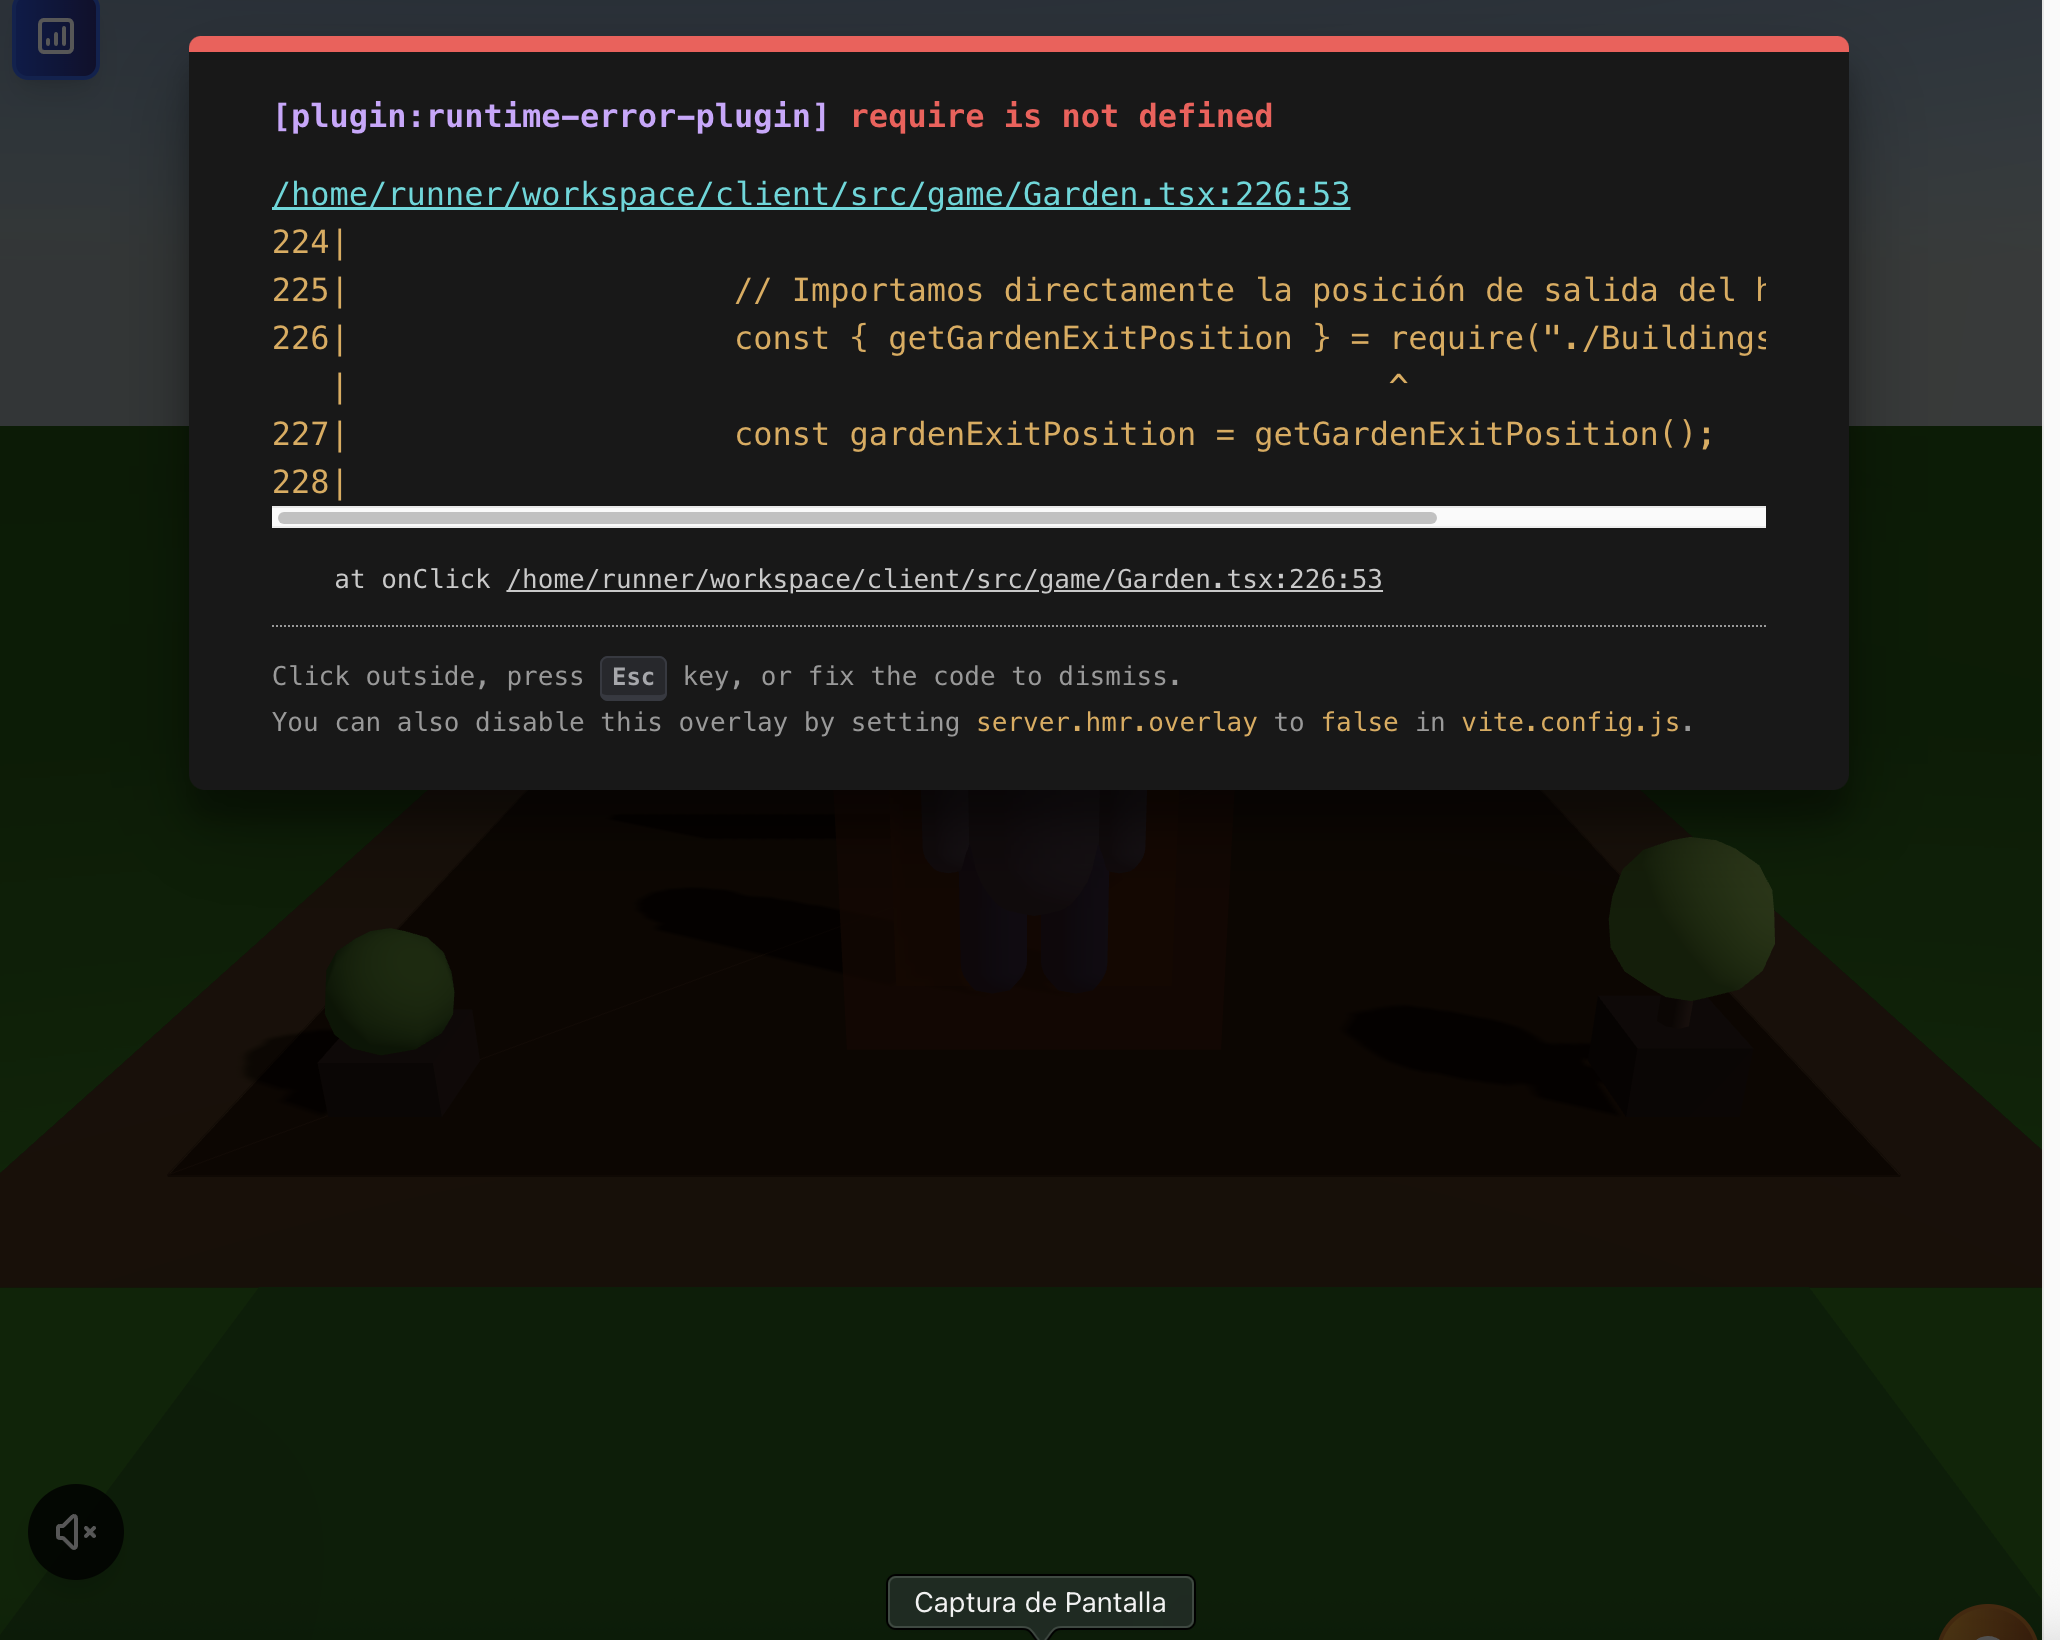 [plugin:runtime-error-plugin] require is not defined
/home/runner/workspace/client/src/game/Garden.tsx:226:53
224|
225| // Importamos directamente la posición de salida del h
226| const { getGardenExitPosition } = require("./Buildings
| ^
227| const gardenExitPosition = getGardenExitPosition();
228|
at onClick /home/runner/workspace/client/src/game/Garden.tsx:226:53
Click outside, press Esc key, or fix the code to dismiss.
You can also disable this overlay by setting server.hmr.overlay to false in vite.config.js.
Captura de Pantalla